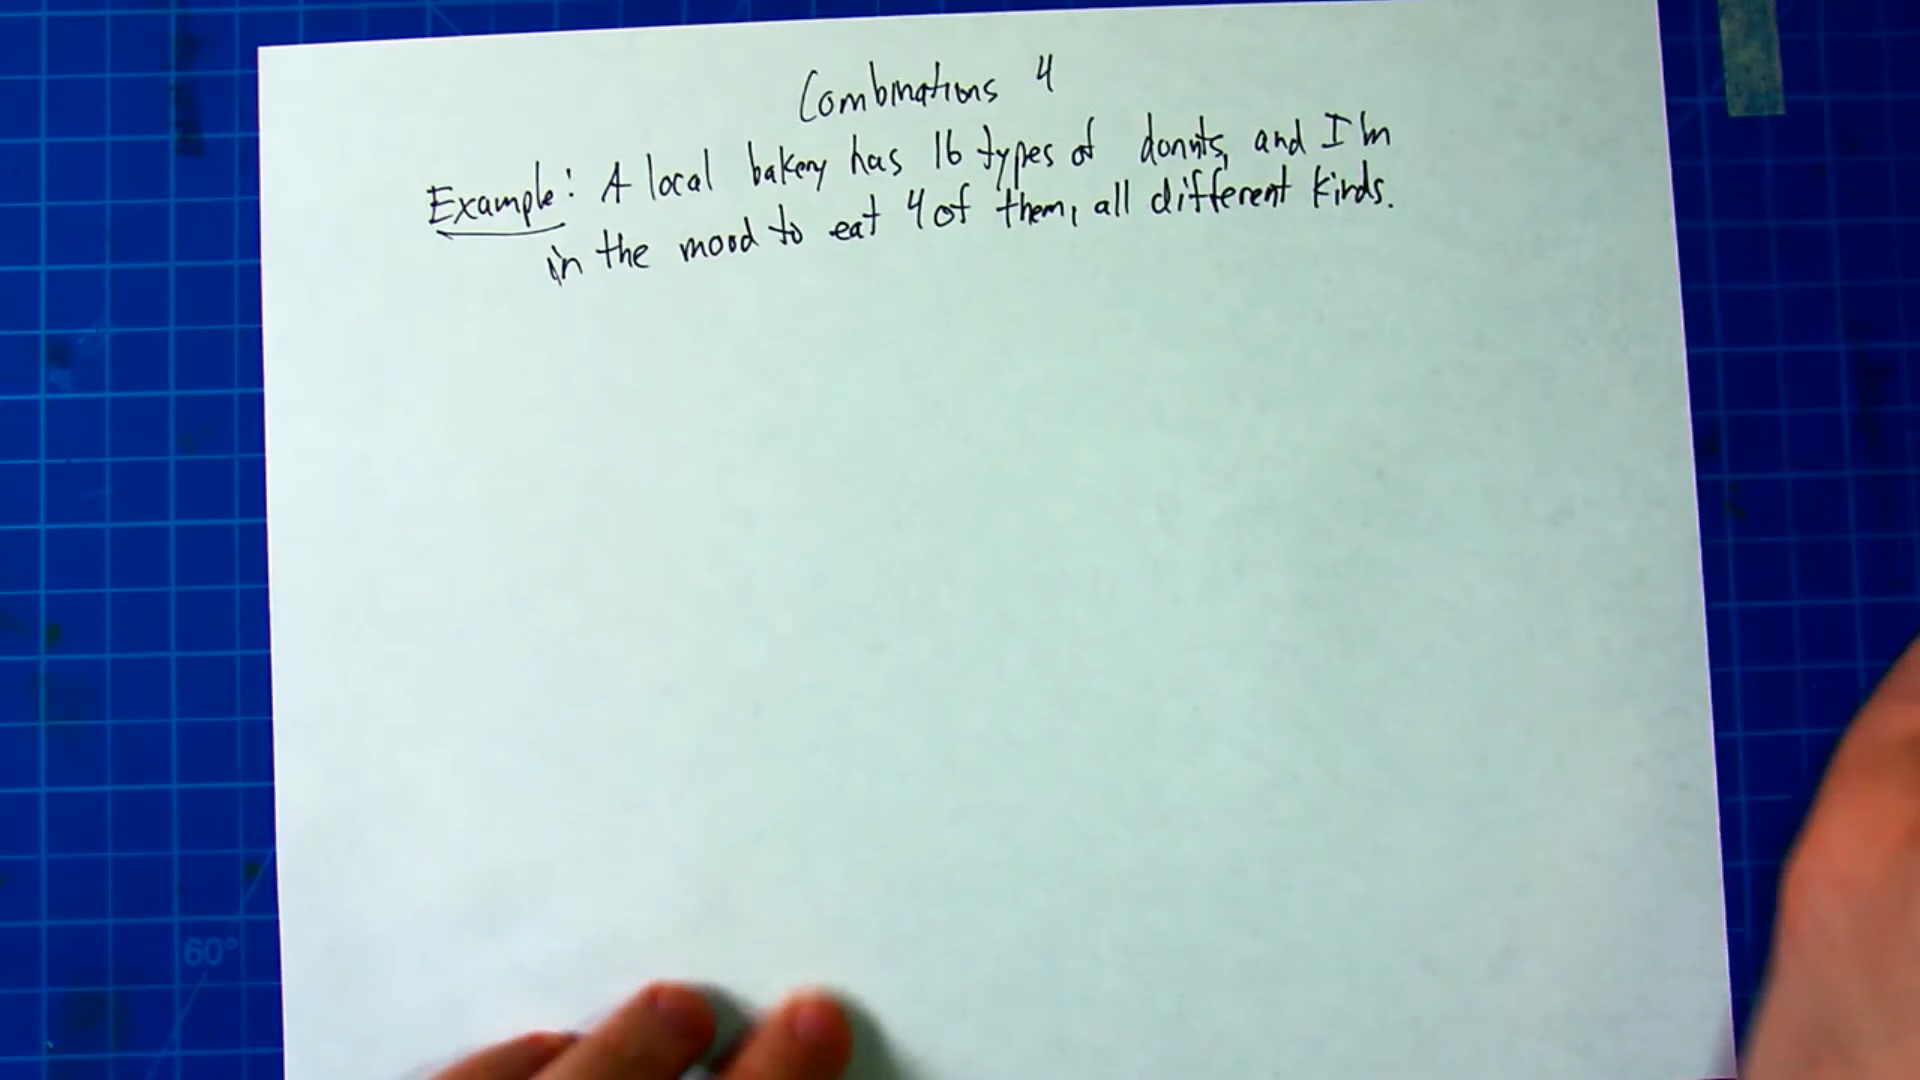 Combinations 4
Example: A local bakery has 16 types of donuts, and I'm
in the mood to eat 4 of them, all different kinds.
60°